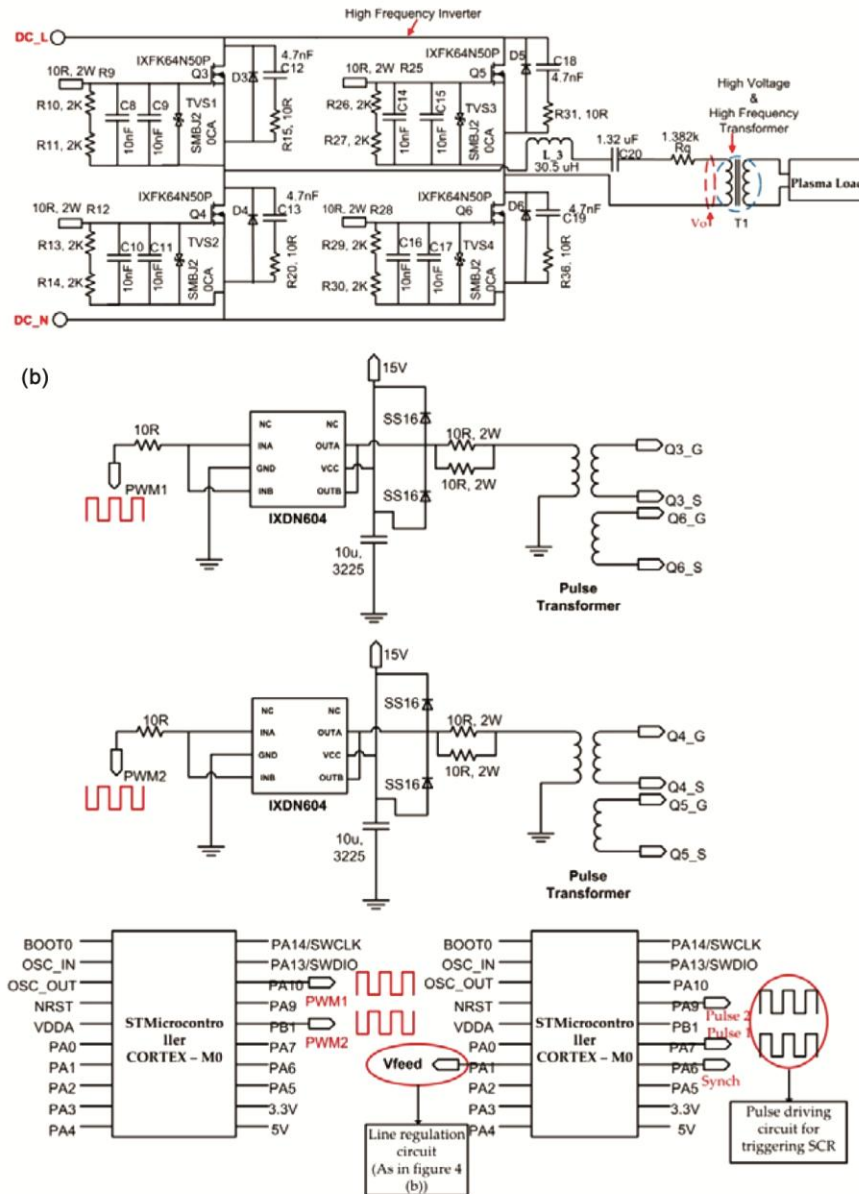 High Frequency Inverter
DC_L
IXFK64N50P
Q3
10R, 2W R9
R10, 2K
R11, 2K
C8
10nF
C9
10nF
TVS1
SMBJ2
0CA
D3
4.7nF
C12
R15, 10R
IXFK64N50P
Q5
10R, 2W R25
R26, 2K
R27, 2K
C14
10nF
C15
10nF
TVS3
SMBJ2
0CA
D5
C18
4.7nF
R31, 10R
L_3
30.5 uH
1.32 uF
C20
1.382k
Rq
High Voltage
&
High Frequency
Transformer
Vo
T1
Plasma Load
IXFK64N50P
Q4
10R, 2W R12
R13, 2K
R14, 2K
C10
10nF
C11
10nF
TVS2
SMBJ2
0CA
D4
4.7nF
C13
R20, 10R
IXFK64N50P
Q6
10R, 2W R28
R29, 2K
R30, 2K
C16
10nF
C17
10nF
TVS4
SMBJ2
0CA
D6
4.7nF
C19
R36, 10R
DC_N
(b)
15V
10R
PWM1
NC NC
INA OUTA
GND VCC
INB OUTB
IXDN604
SS16
SS16
10R, 2W
10R, 2W
10u,
3225
Q3_G
Q3_S
Q6_G
Q6_S
Pulse
Transformer
15V
10R
PWM2
NC NC
INA OUTA
GND VCC
INB OUTB
IXDN604
SS16
SS16
10R, 2W
10R, 2W
10u,
3225
Q4_G
Q4_S
Q5_G
Q5_S
Pulse
Transformer
BOOT0
OSC_IN
OSC_OUT
NRST
VDDA
PA0
PA1
PA2
PA3
PA4
STMicrocontro
ller
CORTEX – M0
PA14/SWCLK
PA13/SWDIO
PA10
PWM1
PA9
PB1
PWM2
PA7
PA6
PA5
3.3V
5V
Vfeed
Line regulation
circuit
(As in figure 4
(b))
BOOT0
OSC_IN
OSC_OUT
NRST
VDDA
PA0
PA1
PA2
PA3
PA4
STMicrocontro
ller
CORTEX – M0
PA14/SWCLK
PA13/SWDIO
PA10
PA9
Pulse 2
PB1
Pulse 1
PA7
PA6
Synch
PA5
3.3V
5V
Pulse driving
circuit for
triggering SCR